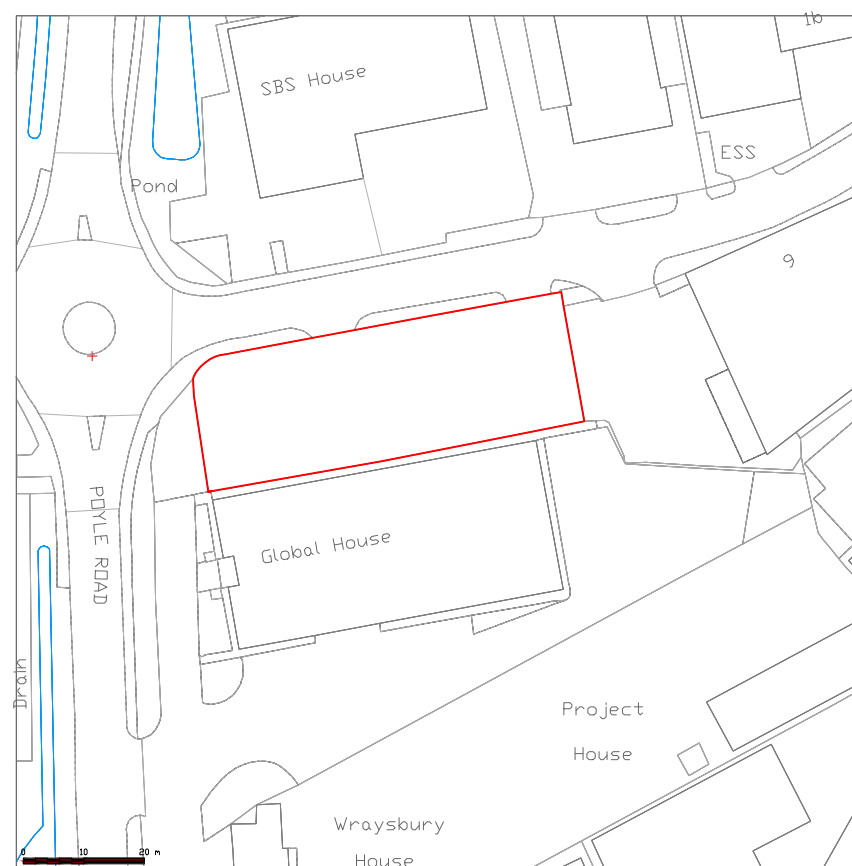 1b
SBS House
ESS
Pond
9
POYLE ROAD
Global House
Drain
Project
House
Wraysbury
House
0 10 20 m